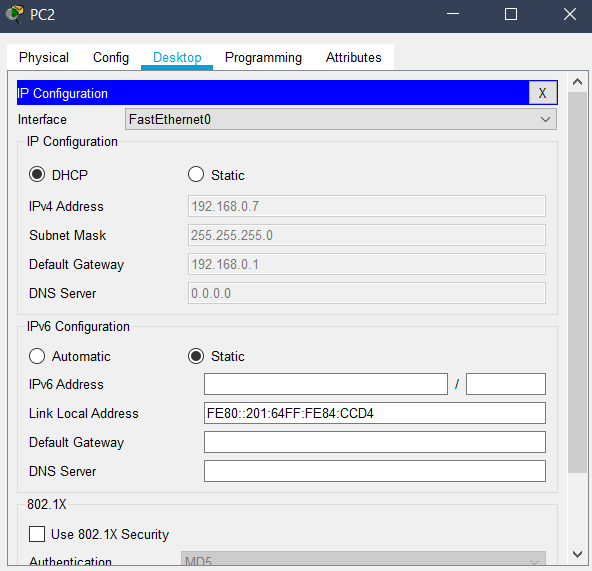 PC2
Physical Config Desktop Programming Attributes
IP Configuration X
Interface FastEthernet0
IP Configuration
DHCP Static
IPv4 Address 192.168.0.7
Subnet Mask 255.255.255.0
Default Gateway 192.168.0.1
DNS Server 0.0.0.0
IPv6 Configuration
Automatic Static
IPv6 Address /
Link Local Address FE80::201:64FF:FE84:CCD4
Default Gateway
DNS Server
802.1X
Use 802.1X Security
Authentication MD5